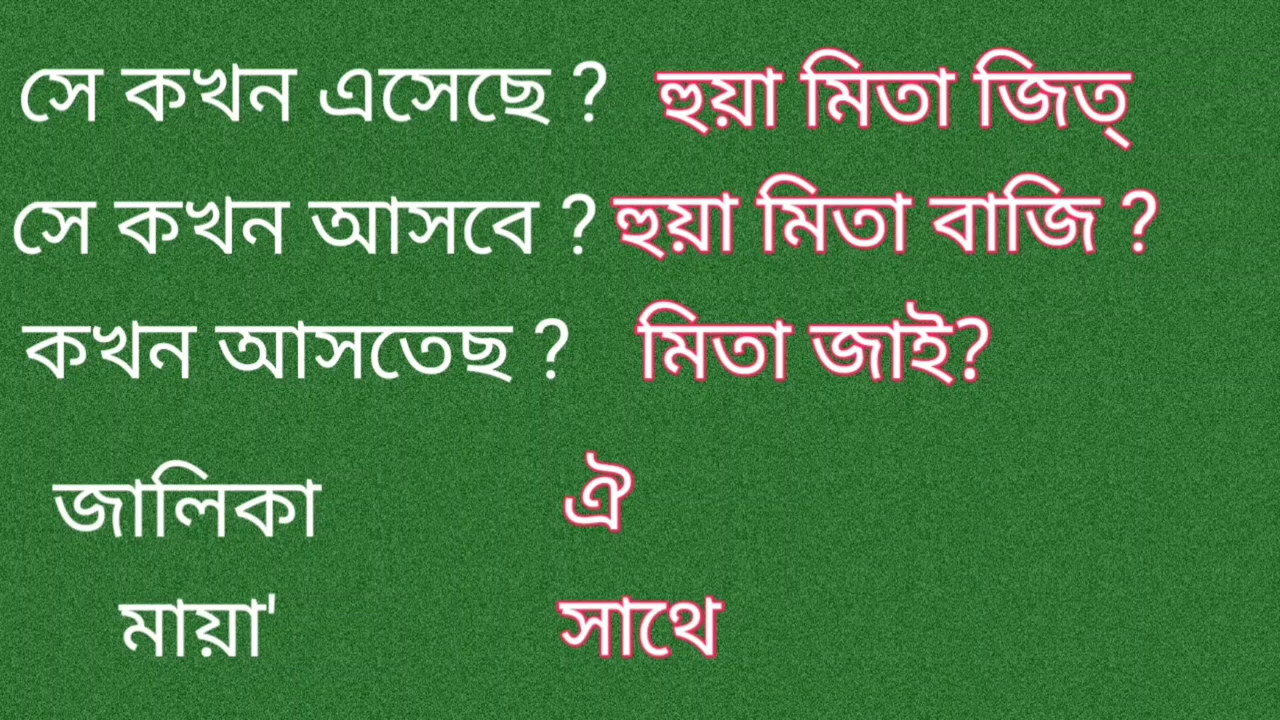 সে কখন এসেছে ? হুয়া মিতা জিত্
সে কখন আসবে ? হুয়া মিতা বাজি ?
কখন আসতেছ ? মিতা জাই?
জালিকা ঐ
মায়া' সাথে